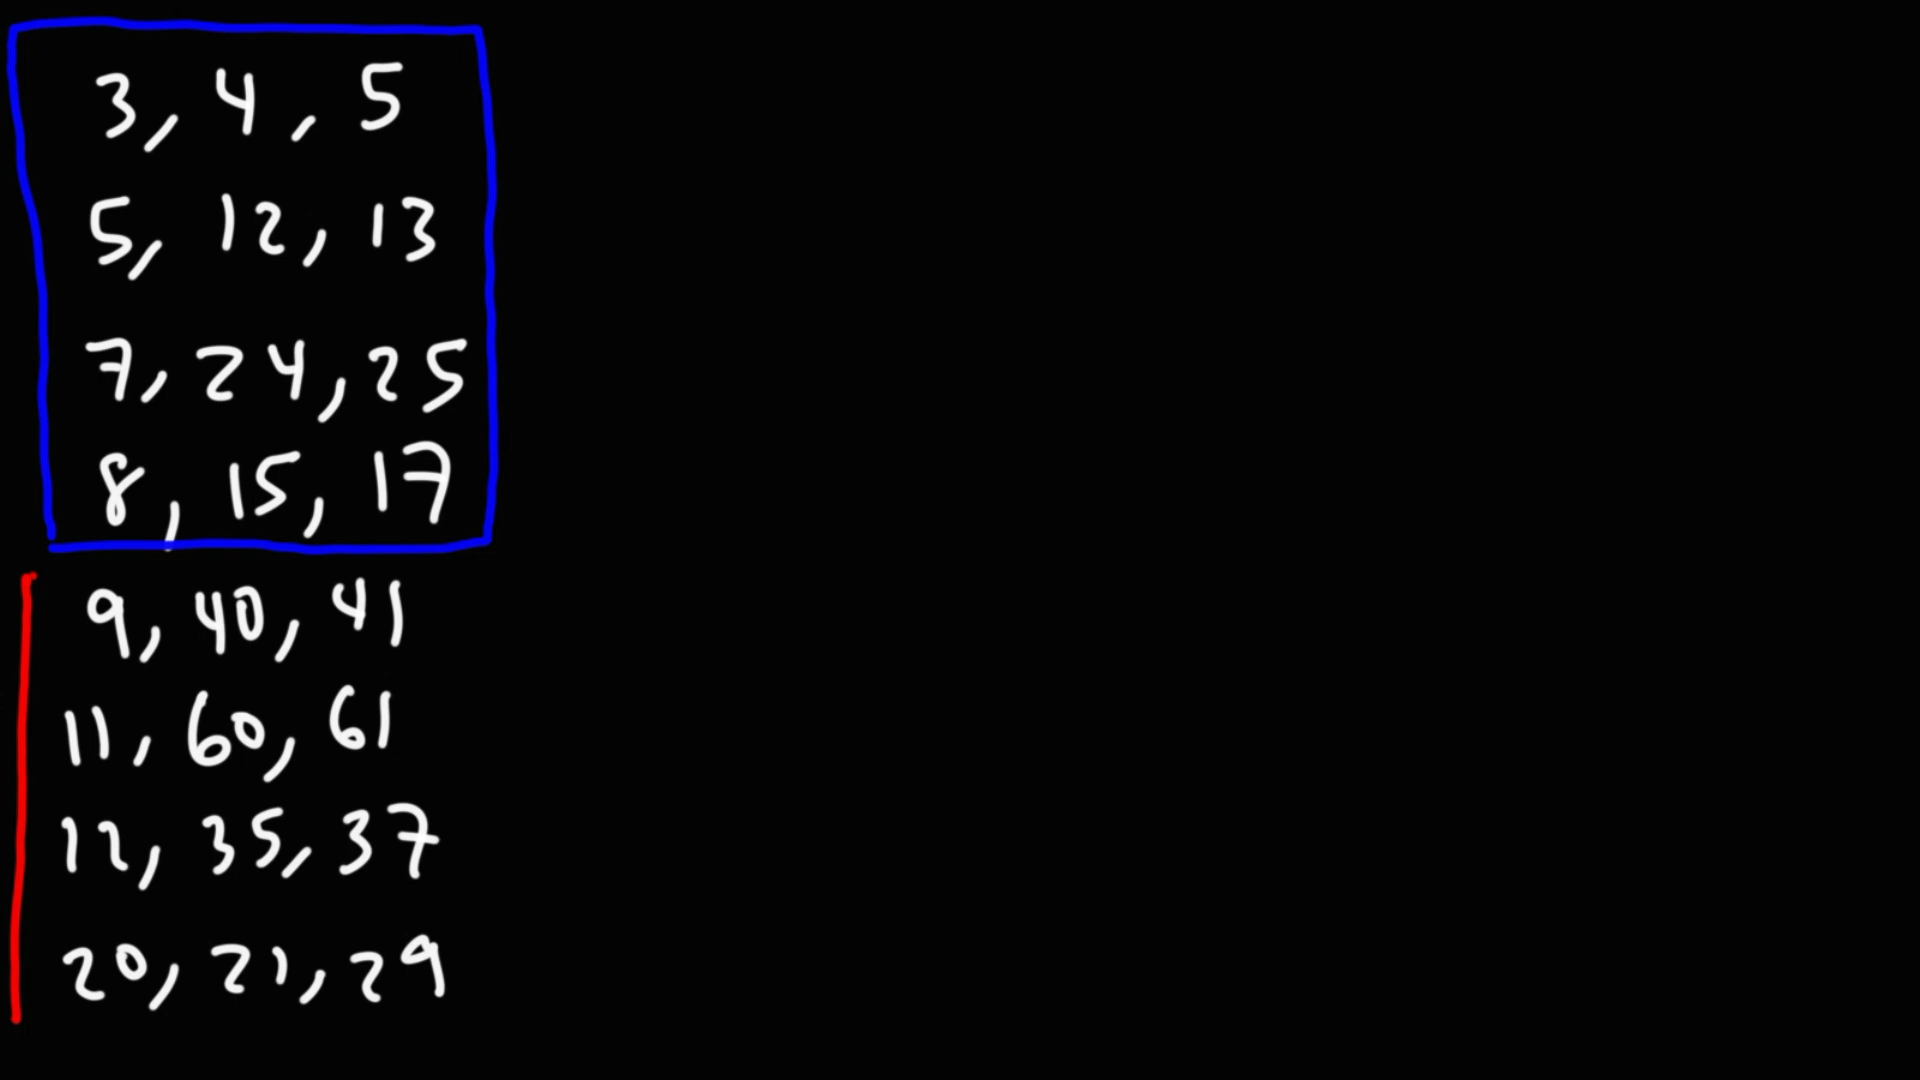 3, 4, 5
5, 12, 13
7, 24, 25
8, 15, 17
9, 40, 41
11, 60, 61
12, 35, 37
20, 21, 29